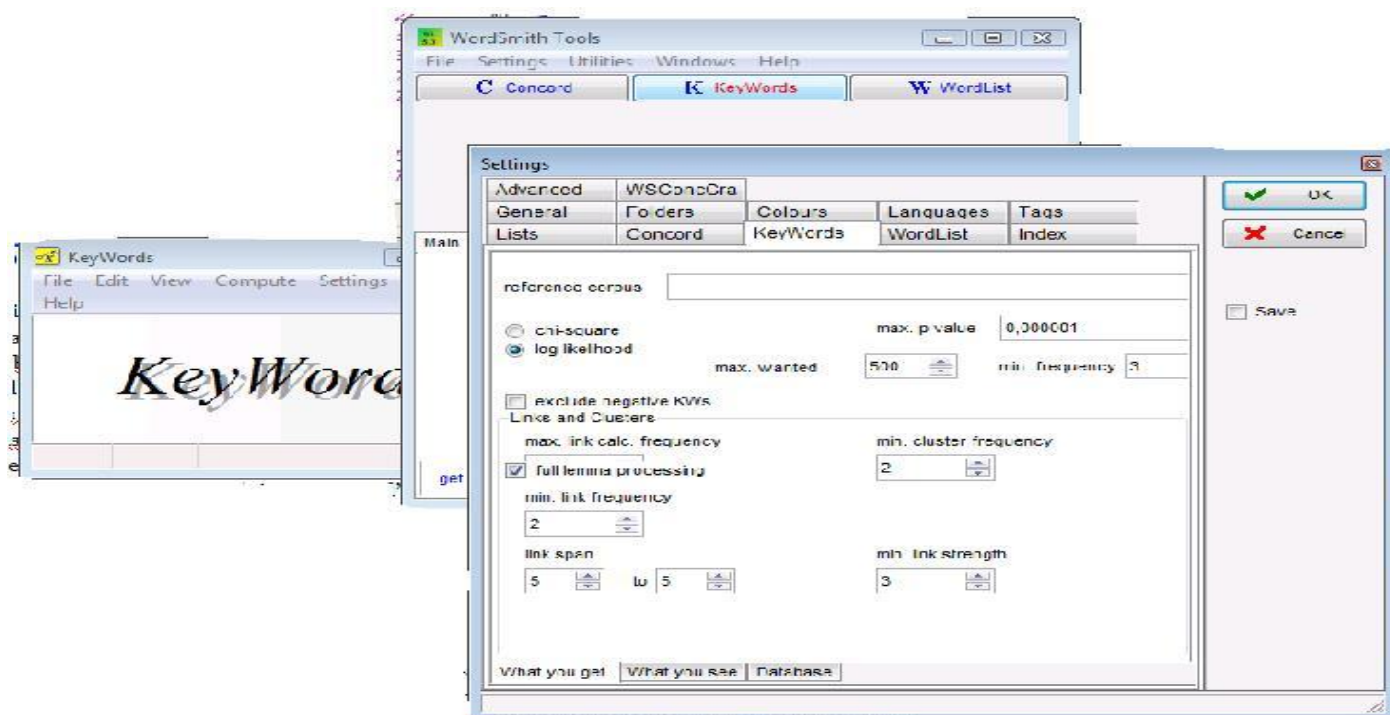 WordSmith Tools
File Settings Utilities Windows Help
C Concord K KeyWords W WordList
Main
get
KeyWords
File Edit View Compute Settings
Help
KeyWord
Settings
Advanced WSConcGra
General Folders Colours Languages Tags
Lists Concord KeyWords WordList Index
reference corpus
chi-square
log likelihood
max. p value 0,000001
max. wanted 500 min. frequency 3
exclude negative KWs
Links and Clusters
max. link calc. frequency min. cluster frequency
full lemma processing 2
min. link frequency
2
link span min. link strength
5 to 5 3
What you get What you see Database
OK
Cancel
Save